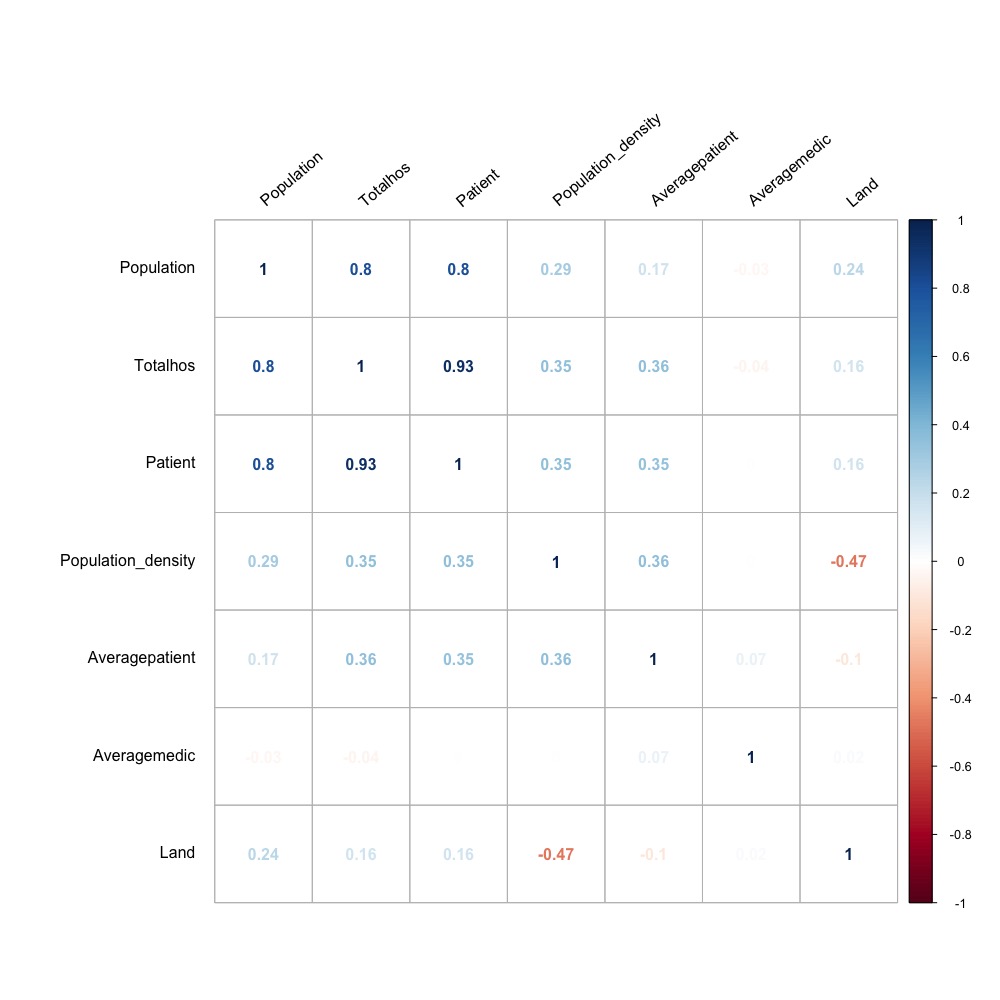 Population Totalhos Patient Population_density Averagepatient Averagemedic Land
Population 1 0.8 0.8 0.29 0.17 -0.03 0.24
Totalhos 0.8 1 0.93 0.35 0.36 -0.04 0.16
Patient 0.8 0.93 1 0.35 0.35 0.16
Population_density 0.29 0.35 0.35 1 0.36 -0.47
Averagepatient 0.17 0.36 0.35 0.36 1 0.07 -0.1
Averagemedic -0.03 -0.04 0.07 1 0.02
Land 0.24 0.16 0.16 -0.47 -0.1 0.02 1
1
0.8
0.6
0.4
0.2
0
-0.2
-0.4
-0.6
-0.8
-1